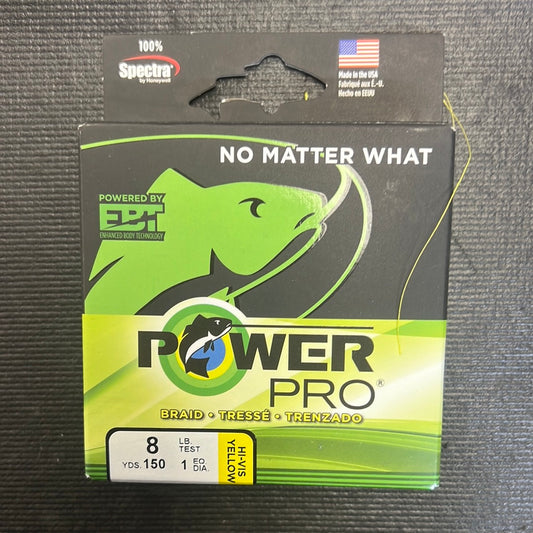 100%
Spectra®
by Honeywell
Made in the USA
Fabriqué aux É.-U.
Hecho en EEUU
NO MATTER WHAT
POWERED BY
EBT
ENHANCED BODY TECHNOLOGY
POWER
PRO®
BRAID • TRESSÉ • TRENZADO
8 LB. TEST
YDS. 150 1 EQ. DIA.
HI-VIS
YELLOW